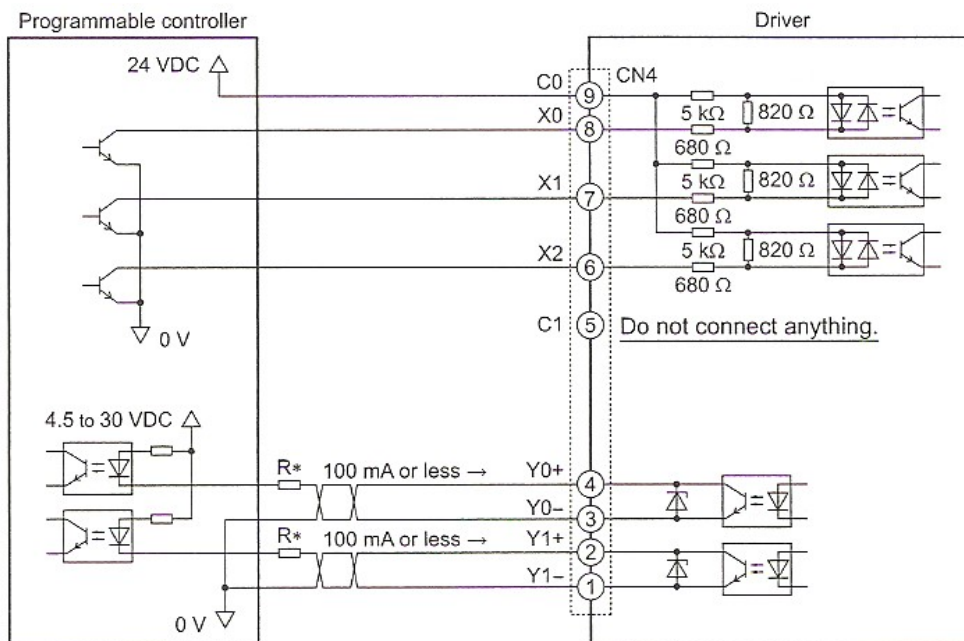 Programmable controller
Driver
24 VDC
C0
9
CN4
X0
8
5 kΩ
820 Ω
680 Ω
X1
7
5 kΩ
820 Ω
680 Ω
X2
6
5 kΩ
820 Ω
680 Ω
0 V
C1
5
Do not connect anything.
4.5 to 30 VDC
R*
100 mA or less →
Y0+
4
Y0–
3
R*
100 mA or less →
Y1+
2
Y1–
1
0 V